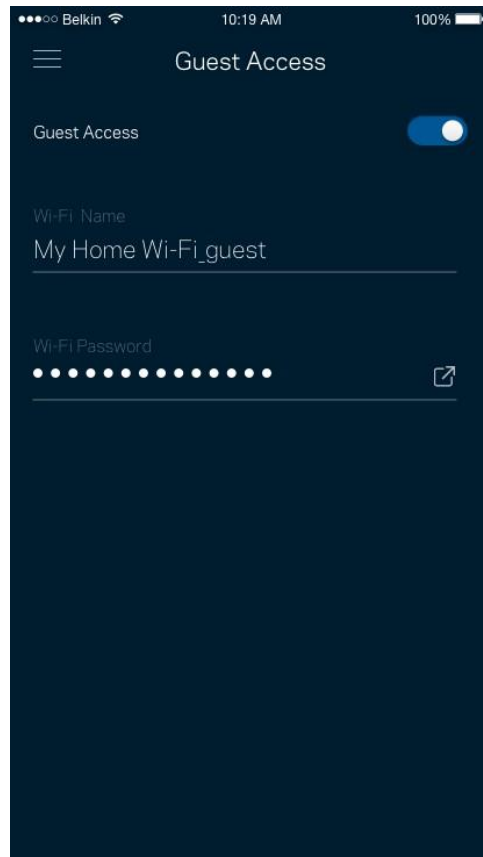 Belkin 10:19 AM 100%
Guest Access
Guest Access
Wi-Fi Name
My Home Wi-Fi_guest
Wi-Fi Password
••••••••••••••